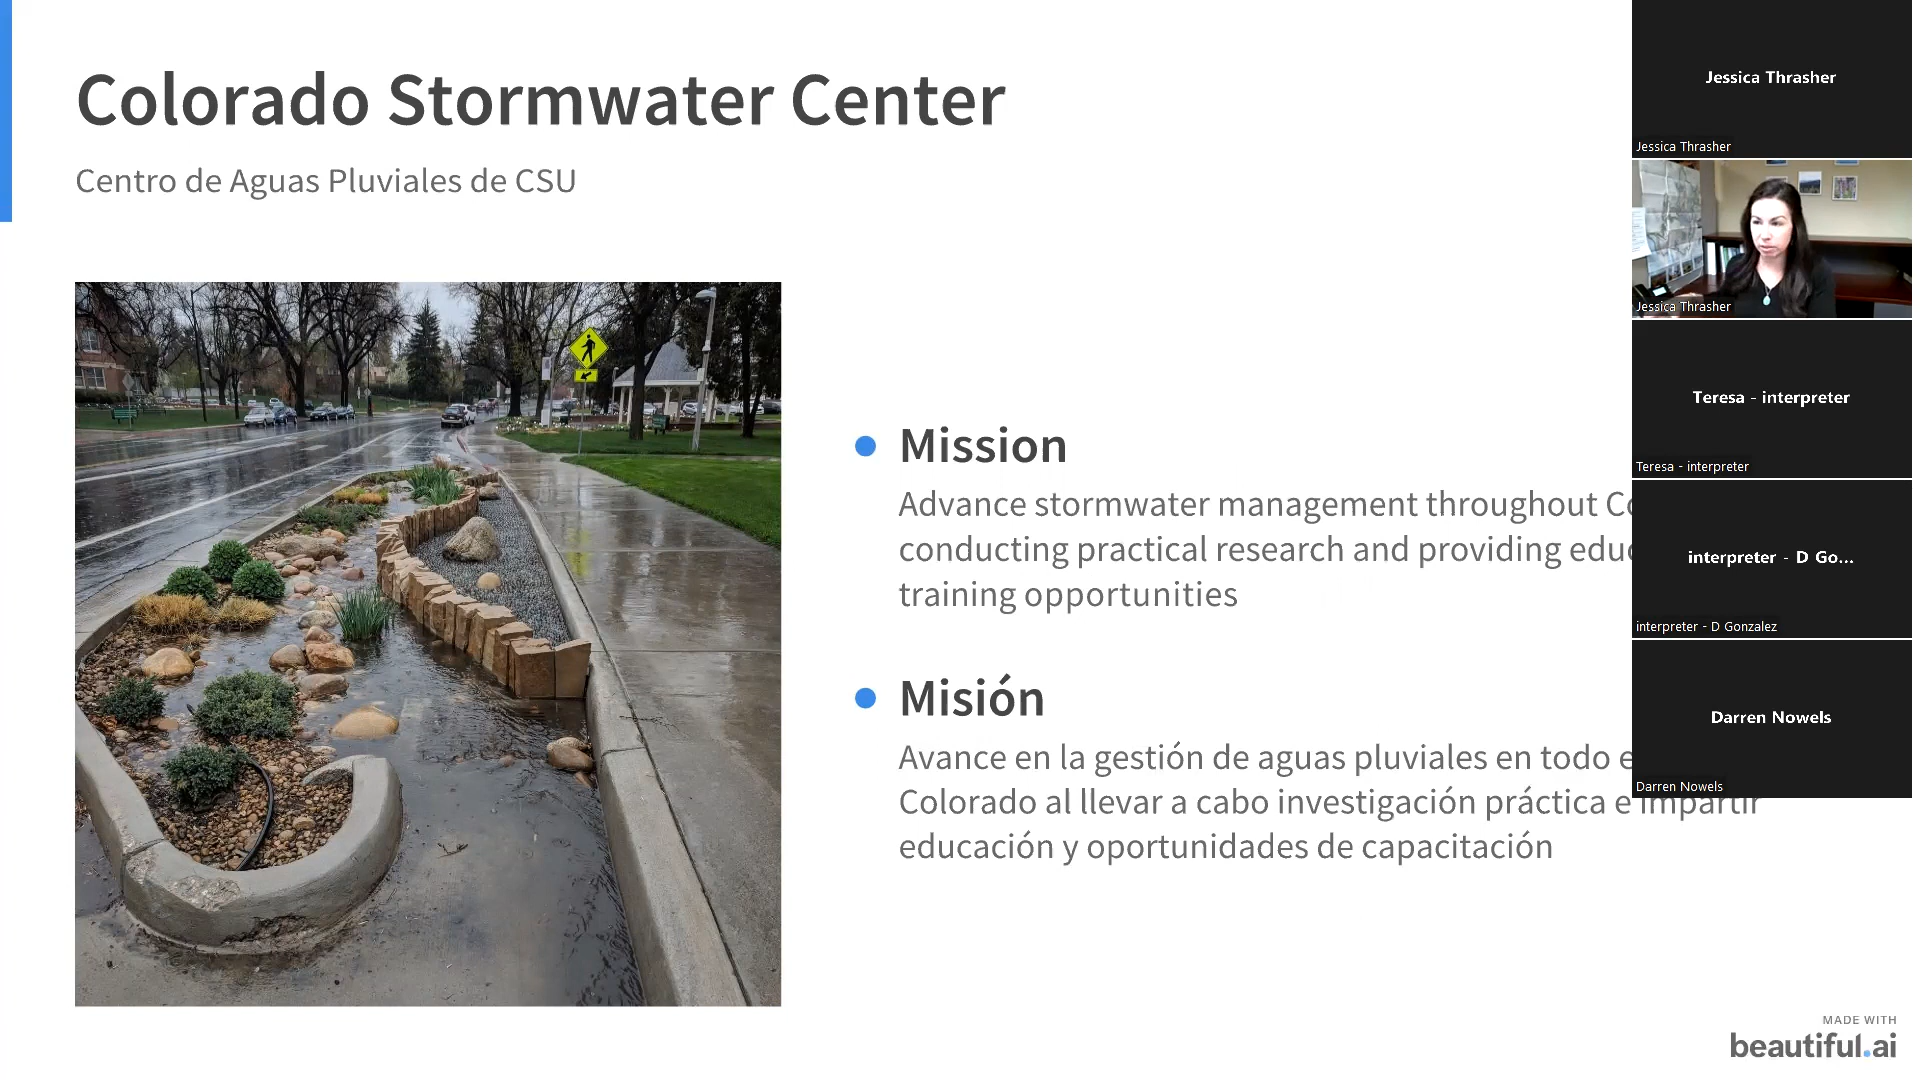 Colorado Stormwater Center
Centro de Aguas Pluviales de CSU
Mission
Advance stormwater management throughout
conducting practical research and providing
training opportunities
Misión
Avance en la gestión de aguas pluviales en todo
Colorado al llevar a cabo investigación práctica e impartir
educación y oportunidades de capacitación
Jessica Thrasher
Jessica Thrasher
Jessica Thrasher
Teresa - interpreter
Teresa - interpreter
interpreter - D Go...
interpreter - D Gonzalez
Darren Nowels
Darren Nowels
MADE WITH
beautiful.ai